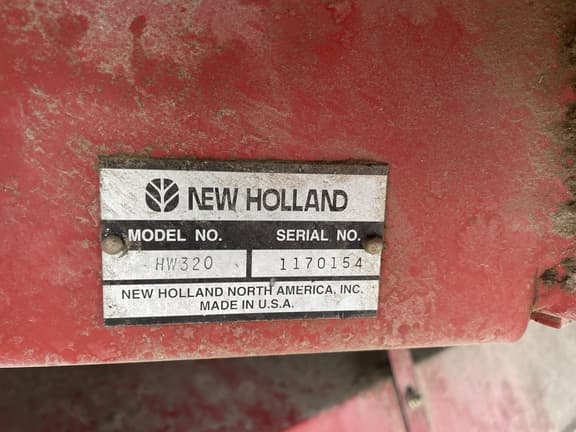 NEW HOLLAND
MODEL NO. SERIAL NO.
HW320 1170154
NEW HOLLAND NORTH AMERICA, INC.
MADE IN U.S.A.